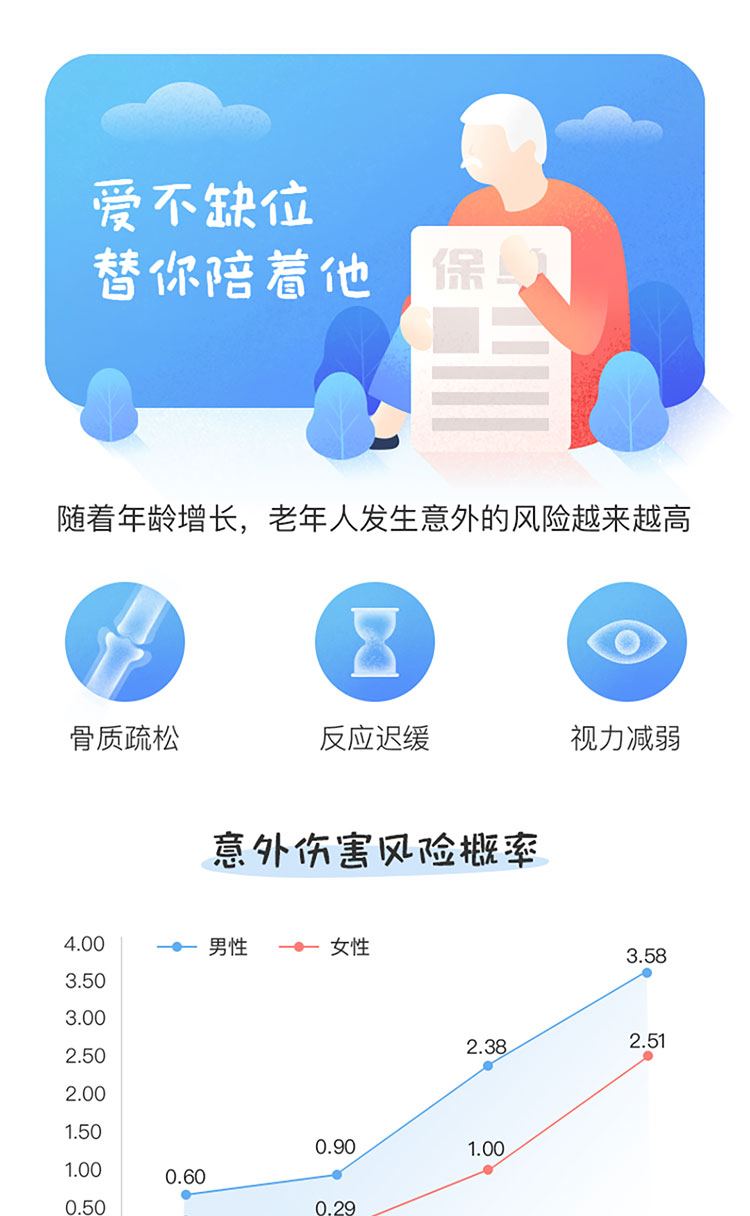 爱不缺位
替你陪着他
保单
随着年龄增长，老年人发生意外的风险越来越高
骨质疏松 反应迟缓 视力减弱
意外伤害风险概率
男性 女性
4.00
3.50
3.00
2.50
2.00
1.50
1.00
0.50
3.58
2.51
2.38
1.00
0.90
0.60
0.29